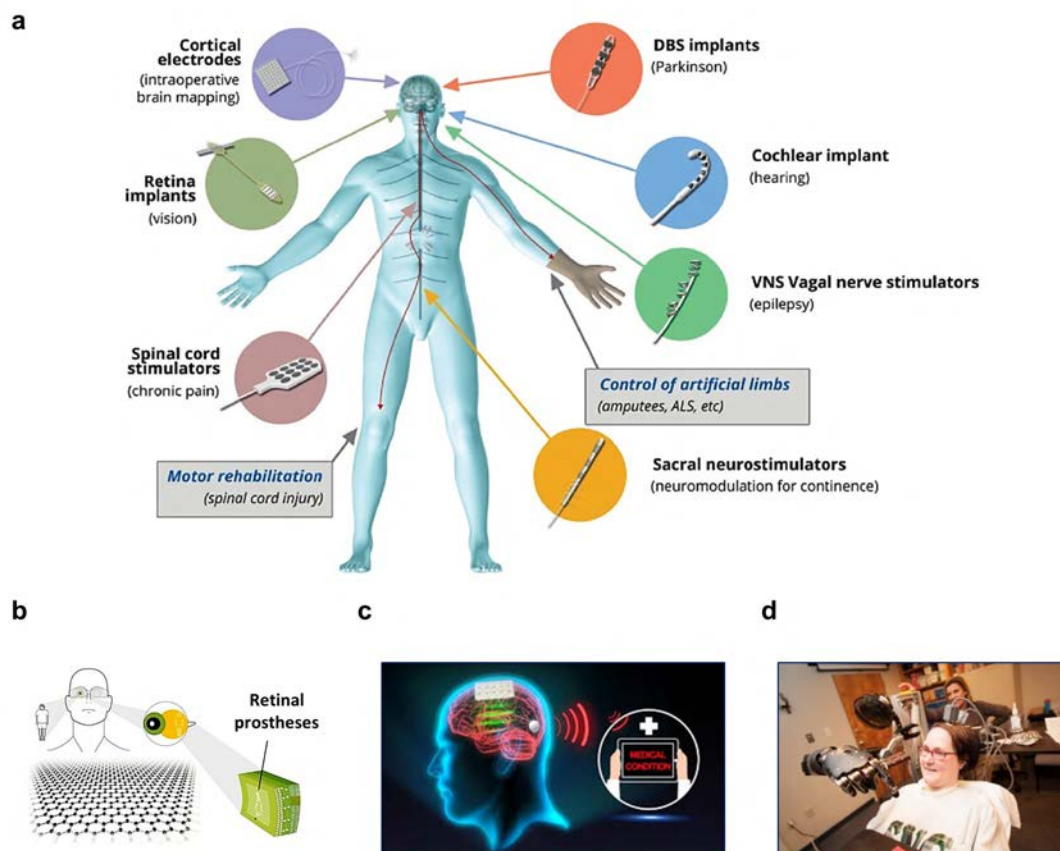 a
Cortical
electrodes
(intraoperative
brain mapping)
DBS implants
(Parkinson)
Retina
implants
(vision)
Cochlear implant
(hearing)
VNS Vagal nerve stimulators
(epilepsy)
Spinal cord
stimulators
(chronic pain)
Control of artificial limbs
(amputees, ALS, etc)
Motor rehabilitation
(spinal cord injury)
Sacral neurostimulators
(neuromodulation for continence)
b
c
d
Retinal
prostheses
MEDICAL
CONDITION